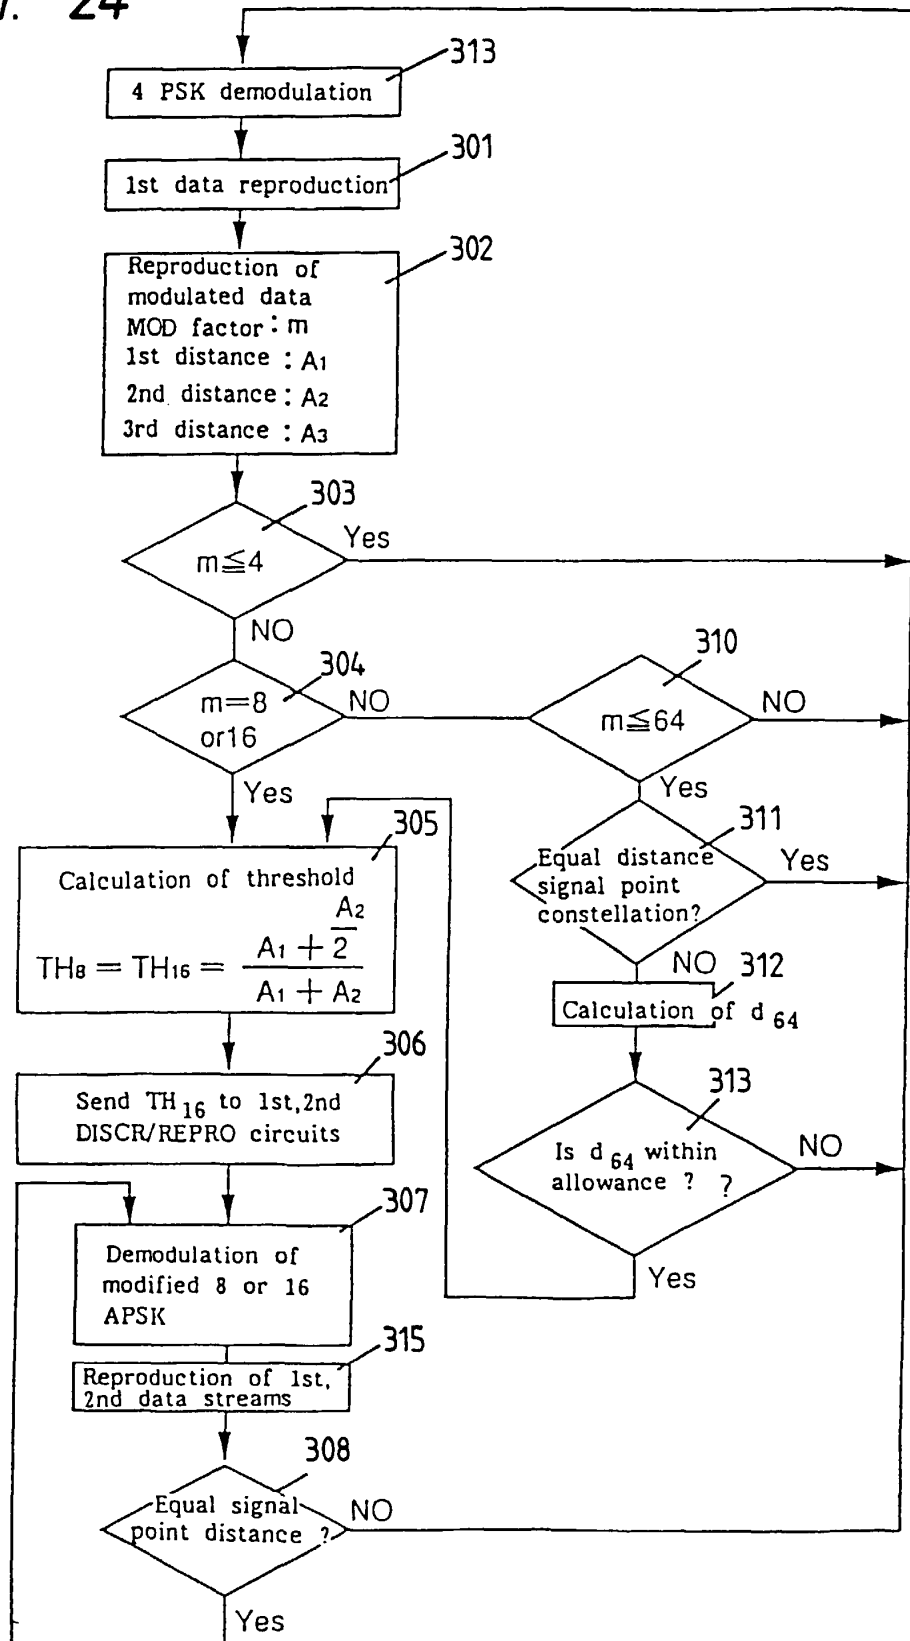 24
313
4 PSK demodulation
301
1st data reproduction
302
Reproduction of
modulated data
MOD factor : m
1st distance : A1
2nd distance : A2
3rd distance : A3
303
m≦4
Yes
NO
304
m=8
or16
NO
Yes
310
m≦64
NO
Yes
311
Equal distance
signal point
constellation?
Yes
NO
305
Calculation of threshold
TH8 = TH16 = (A1 + A2/2) / (A1 + A2)
312
Calculation of d 64
306
Send TH16 to 1st,2nd
DISCR/REPRO circuits
313
Is d 64 within
allowance ? ?
NO
Yes
307
Demodulation of
modified 8 or 16
APSK
315
Reproduction of 1st,
2nd data streams
308
Equal signal
point distance ?
NO
Yes